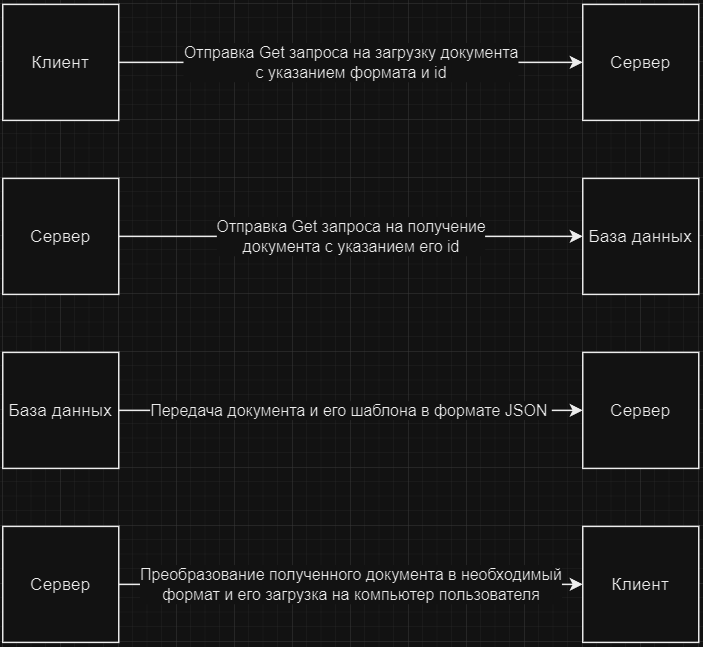 Клиент
Отправка Get запроса на загрузку документа
с указанием формата и id
Сервер
Сервер
Отправка Get запроса на получение
документа с указанием его id
База данных
База данных
Передача документа и его шаблона в формате JSON
Сервер
Сервер
Преобразование полученного документа в необходимый
формат и его загрузка на компьютер пользователя
Клиент